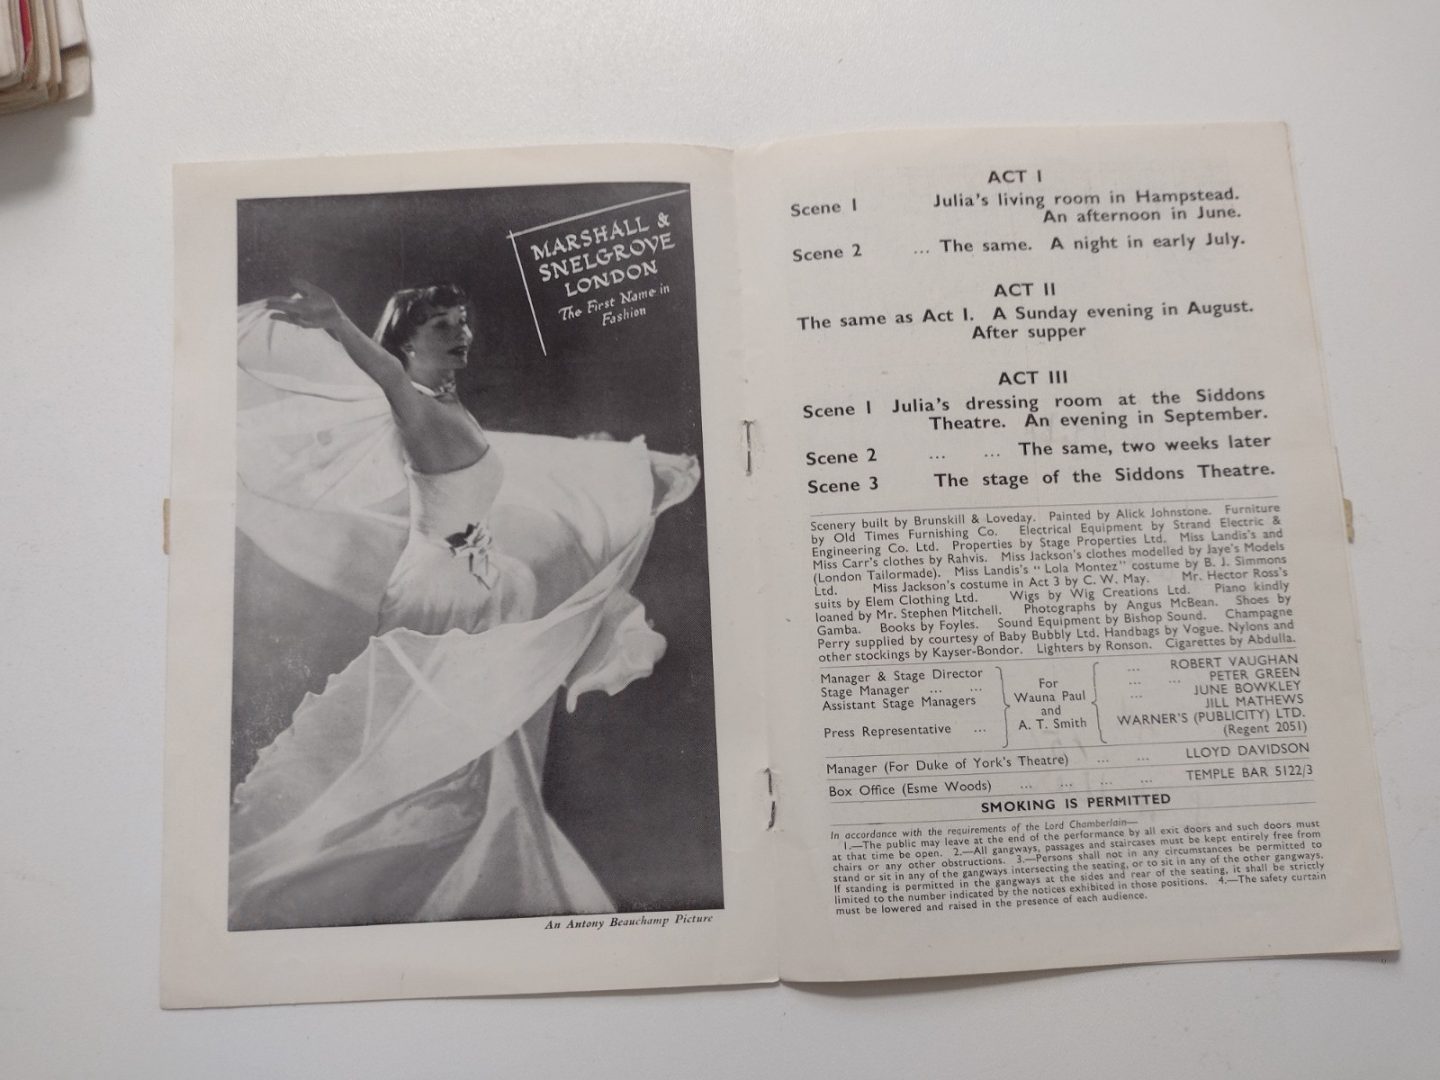 MARSHALL &
SNELGROVE
LONDON
The First Name in
Fashion
An Antony Beauchamp Picture
ACT I
Scene 1 Julia's living room in Hampstead.
An afternoon in June.
Scene 2 ... The same. A night in early July.
ACT II
The same as Act I. A Sunday evening in August.
After supper
ACT III
Scene 1 Julia's dressing room at the Siddons
Theatre. An evening in September.
Scene 2 ... ... The same, two weeks later
Scene 3 The stage of the Siddons Theatre.
Scenery built by Brunskill & Loveday. Painted by Alick Johnstone. Furniture
by Old Times Furnishing Co. Electrical Equipment by Strand Electric &
Engineering Co. Ltd. Properties by Stage Properties Ltd. Miss Landis's and
Miss Carr's clothes by Rahvis. Miss Jackson's clothes modelled by Jaye's Models
(London Tailormade). Miss Landis's "Lola Montez" costume by B. J. Simmons
Ltd. Miss Jackson's costume in Act 3 by C. W. May. Mr. Hector Ross's
suits by Elem Clothing Ltd. Wigs by Wig Creations Ltd. Piano kindly
loaned by Mr. Stephen Mitchell. Photographs by Angus McBean. Shoes by
Gamba. Books by Foyles. Sound Equipment by Bishop Sound. Champagne
Perry supplied by courtesy of Baby Bubbly Ltd. Handbags by Vogue. Nylons and
other stockings by Kayser-Bondor. Lighters by Ronson. Cigarettes by Abdulla.
Manager & Stage Director ... ROBERT VAUGHAN
Stage Manager ... ... For ... ... PETER GREEN
Assistant Stage Managers Wauna Paul ... JUNE BOWKLEY
and JILL MATHEWS
Press Representative ... A. T. Smith WARNER'S (PUBLICITY) LTD.
(Regent 2051)
Manager (For Duke of York's Theatre) ... ... LLOYD DAVIDSON
Box Office (Esme Woods) ... ... ... ... TEMPLE BAR 5122/3
SMOKING IS PERMITTED
In accordance with the requirements of the Lord Chamberlain—
1.—The public may leave at the end of the performance by all exit doors and such doors must
at that time be open. 2.—All gangways, passages and staircases must be kept entirely free from
chairs or any other obstructions. 3.—Persons shall not in any circumstances be permitted to
stand or sit in any of the gangways intersecting the seating, or to sit in any of the other gangways.
If standing is permitted in the gangways at the sides and rear of the seating, it shall be strictly
limited to the number indicated by the notices exhibited in those positions. 4.—The safety curtain
must be lowered and raised in the presence of each audience.